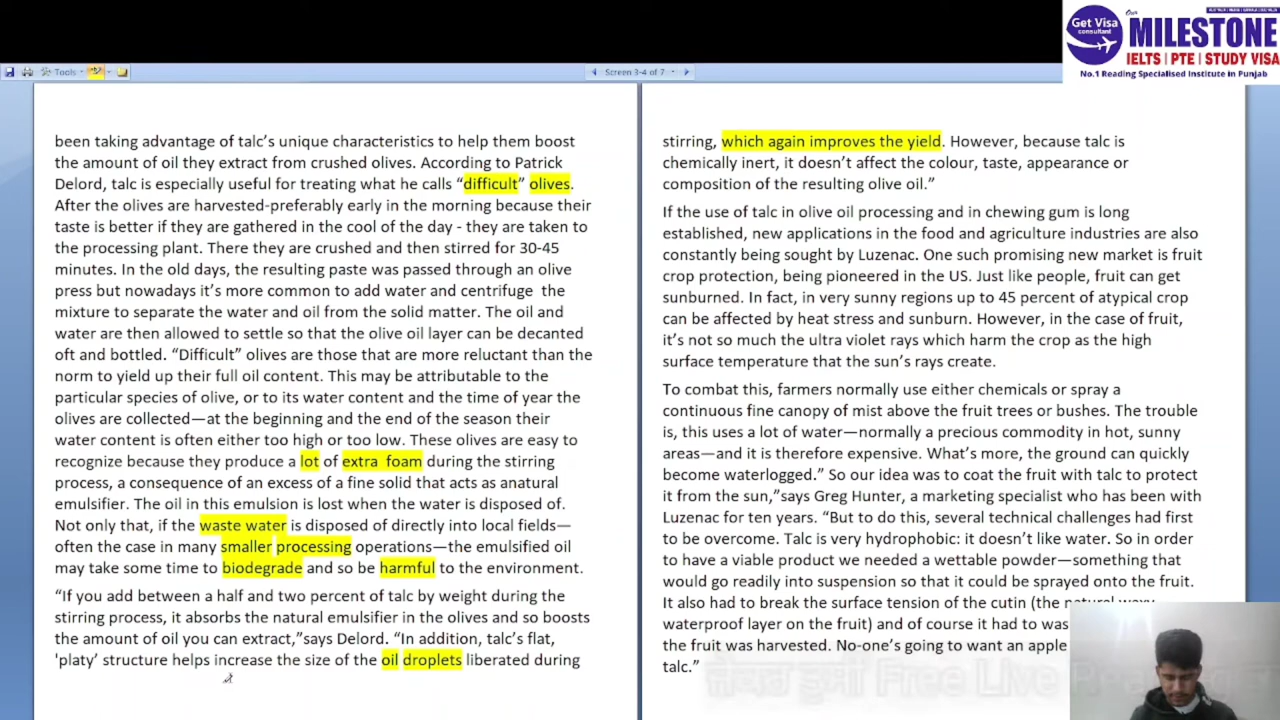 Our
Get Visa
consultant
MILESTONE
IELTS | PTE | STUDY VISA
No.1 Reading Specialised Institute in Punjab
Tools
Screen 3-4 of 7
been taking advantage of talc's unique characteristics to help them boost
the amount of oil they extract from crushed olives. According to Patrick
Delord, talc is especially useful for treating what he calls “difficult” olives.
After the olives are harvested-preferably early in the morning because their
taste is better if they are gathered in the cool of the day - they are taken to
the processing plant. There they are crushed and then stirred for 30-45
minutes. In the old days, the resulting paste was passed through an olive
press but nowadays it's more common to add water and centrifuge the
mixture to separate the water and oil from the solid matter. The oil and
water are then allowed to settle so that the olive oil layer can be decanted
oft and bottled. “Difficult” olives are those that are more reluctant than the
norm to yield up their full oil content. This may be attributable to the
particular species of olive, or to its water content and the time of year the
olives are collected—at the beginning and the end of the season their
water content is often either too high or too low. These olives are easy to
recognize because they produce a lot of extra foam during the stirring
process, a consequence of an excess of a fine solid that acts as anatural
emulsifier. The oil in this emulsion is lost when the water is disposed of.
Not only that, if the waste water is disposed of directly into local fields—
often the case in many smaller processing operations—the emulsified oil
may take some time to biodegrade and so be harmful to the environment.
“If you add between a half and two percent of talc by weight during the
stirring process, it absorbs the natural emulsifier in the olives and so boosts
the amount of oil you can extract,”says Delord. “In addition, talc's flat,
'platy' structure helps increase the size of the oil droplets liberated during
stirring, which again improves the yield. However, because talc is
chemically inert, it doesn't affect the colour, taste, appearance or
composition of the resulting olive oil.”
If the use of talc in olive oil processing and in chewing gum is long
established, new applications in the food and agriculture industries are also
constantly being sought by Luzenac. One such promising new market is fruit
crop protection, being pioneered in the US. Just like people, fruit can get
sunburned. In fact, in very sunny regions up to 45 percent of atypical crop
can be affected by heat stress and sunburn. However, in the case of fruit,
it's not so much the ultra violet rays which harm the crop as the high
surface temperature that the sun's rays create.
To combat this, farmers normally use either chemicals or spray a
continuous fine canopy of mist above the fruit trees or bushes. The trouble
is, this uses a lot of water—normally a precious commodity in hot, sunny
areas—and it is therefore expensive. What's more, the ground can quickly
become waterlogged.” So our idea was to coat the fruit with talc to protect
it from the sun,”says Greg Hunter, a marketing specialist who has been with
Luzenac for ten years. “But to do this, several technical challenges had first
to be overcome. Talc is very hydrophobic: it doesn't like water. So in order
to have a viable product we needed a wettable powder—something that
would go readily into suspension so that it could be sprayed onto the fruit.
It also had to break the surface tension of the cutin (the natural waxy
waterproof layer on the fruit) and of course it had to was
the fruit was harvested. No-one's going to want an apple
talc.”
Free Live